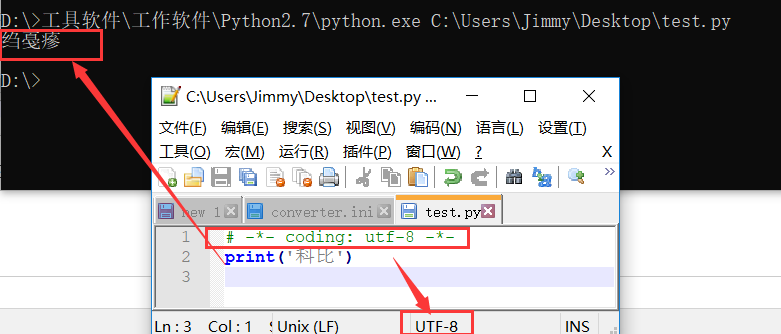 D:\>工具软件\工作软件\Python2.7\python.exe C:\Users\Jimmy\Desktop\test.py
绉戞瘮
D:\>
C:\Users\Jimmy\Desktop\test.py ...
文件(F) 编辑(E) 搜索(S) 视图(V) 编码(N) 语言(L) 设置(T)
工具(O) 宏(M) 运行(R) 插件(P) 窗口(W) ? X
new 1 converter.ini test.py
1 # -*- coding: utf-8 -*-
2 print('科比')
3
Ln : 3 Col : 1 Unix (LF) UTF-8 INS